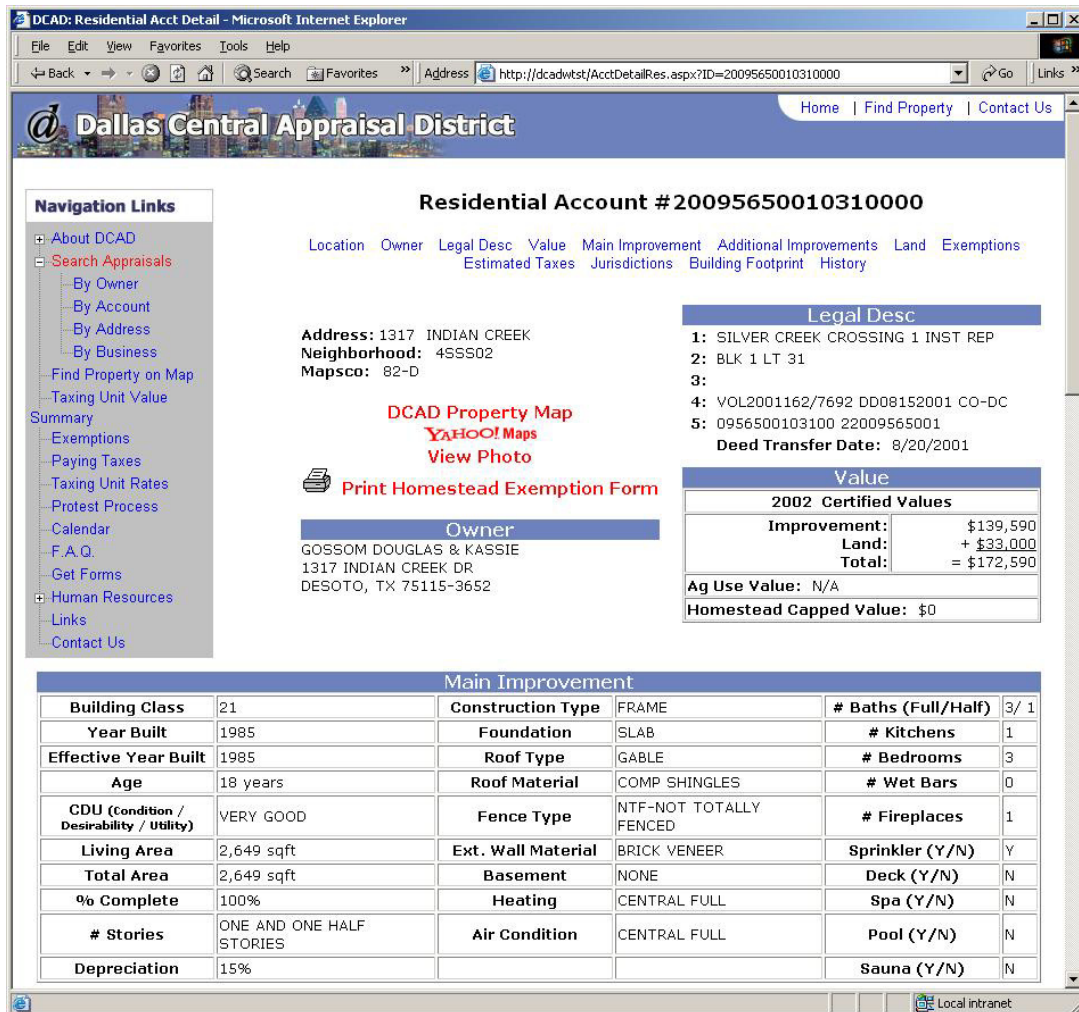 DCAD: Residential Acct Detail - Microsoft Internet Explorer
File Edit View Favorites Tools Help
Back Search Favorites » Address http://dcadwtst/AcctDetailRes.aspx?ID=20095650010310000 Go Links »
d Dallas Central Appraisal District
Home | Find Property | Contact Us
Navigation Links
About DCAD
Search Appraisals
By Owner
By Account
By Address
By Business
Find Property on Map
Taxing Unit Value
Summary
Exemptions
Paying Taxes
Taxing Unit Rates
Protest Process
Calendar
F.A.Q.
Get Forms
Human Resources
Links
Contact Us
Residential Account #20095650010310000
Location Owner Legal Desc Value Main Improvement Additional Improvements Land Exemptions
Estimated Taxes Jurisdictions Building Footprint History
Address: 1317 INDIAN CREEK
Neighborhood: 4SSS02
Mapsco: 82-D
DCAD Property Map
YAHOO! Maps
View Photo
Print Homestead Exemption Form
Owner
GOSSOM DOUGLAS & KASSIE
1317 INDIAN CREEK DR
DESOTO, TX 75115-3652
Legal Desc
1: SILVER CREEK CROSSING 1 INST REP
2: BLK 1 LT 31
3:
4: VOL2001162/7692 DD08152001 CO-DC
5: 0956500103100 22009565001
Deed Transfer Date: 8/20/2001
Value
2002 Certified Values
Improvement: $139,590
Land: + $33,000
Total: = $172,590
Ag Use Value: N/A
Homestead Capped Value: $0
Main Improvement
Building Class 21 Construction Type FRAME # Baths (Full/Half) 3/ 1
Year Built 1985 Foundation SLAB # Kitchens 1
Effective Year Built 1985 Roof Type GABLE # Bedrooms 3
Age 18 years Roof Material COMP SHINGLES # Wet Bars 0
CDU (Condition / Desirability / Utility) VERY GOOD Fence Type NTF-NOT TOTALLY FENCED # Fireplaces 1
Living Area 2,649 sqft Ext. Wall Material BRICK VENEER Sprinkler (Y/N) Y
Total Area 2,649 sqft Basement NONE Deck (Y/N) N
% Complete 100% Heating CENTRAL FULL Spa (Y/N) N
# Stories ONE AND ONE HALF STORIES Air Condition CENTRAL FULL Pool (Y/N) N
Depreciation 15% Sauna (Y/N) N
Local intranet